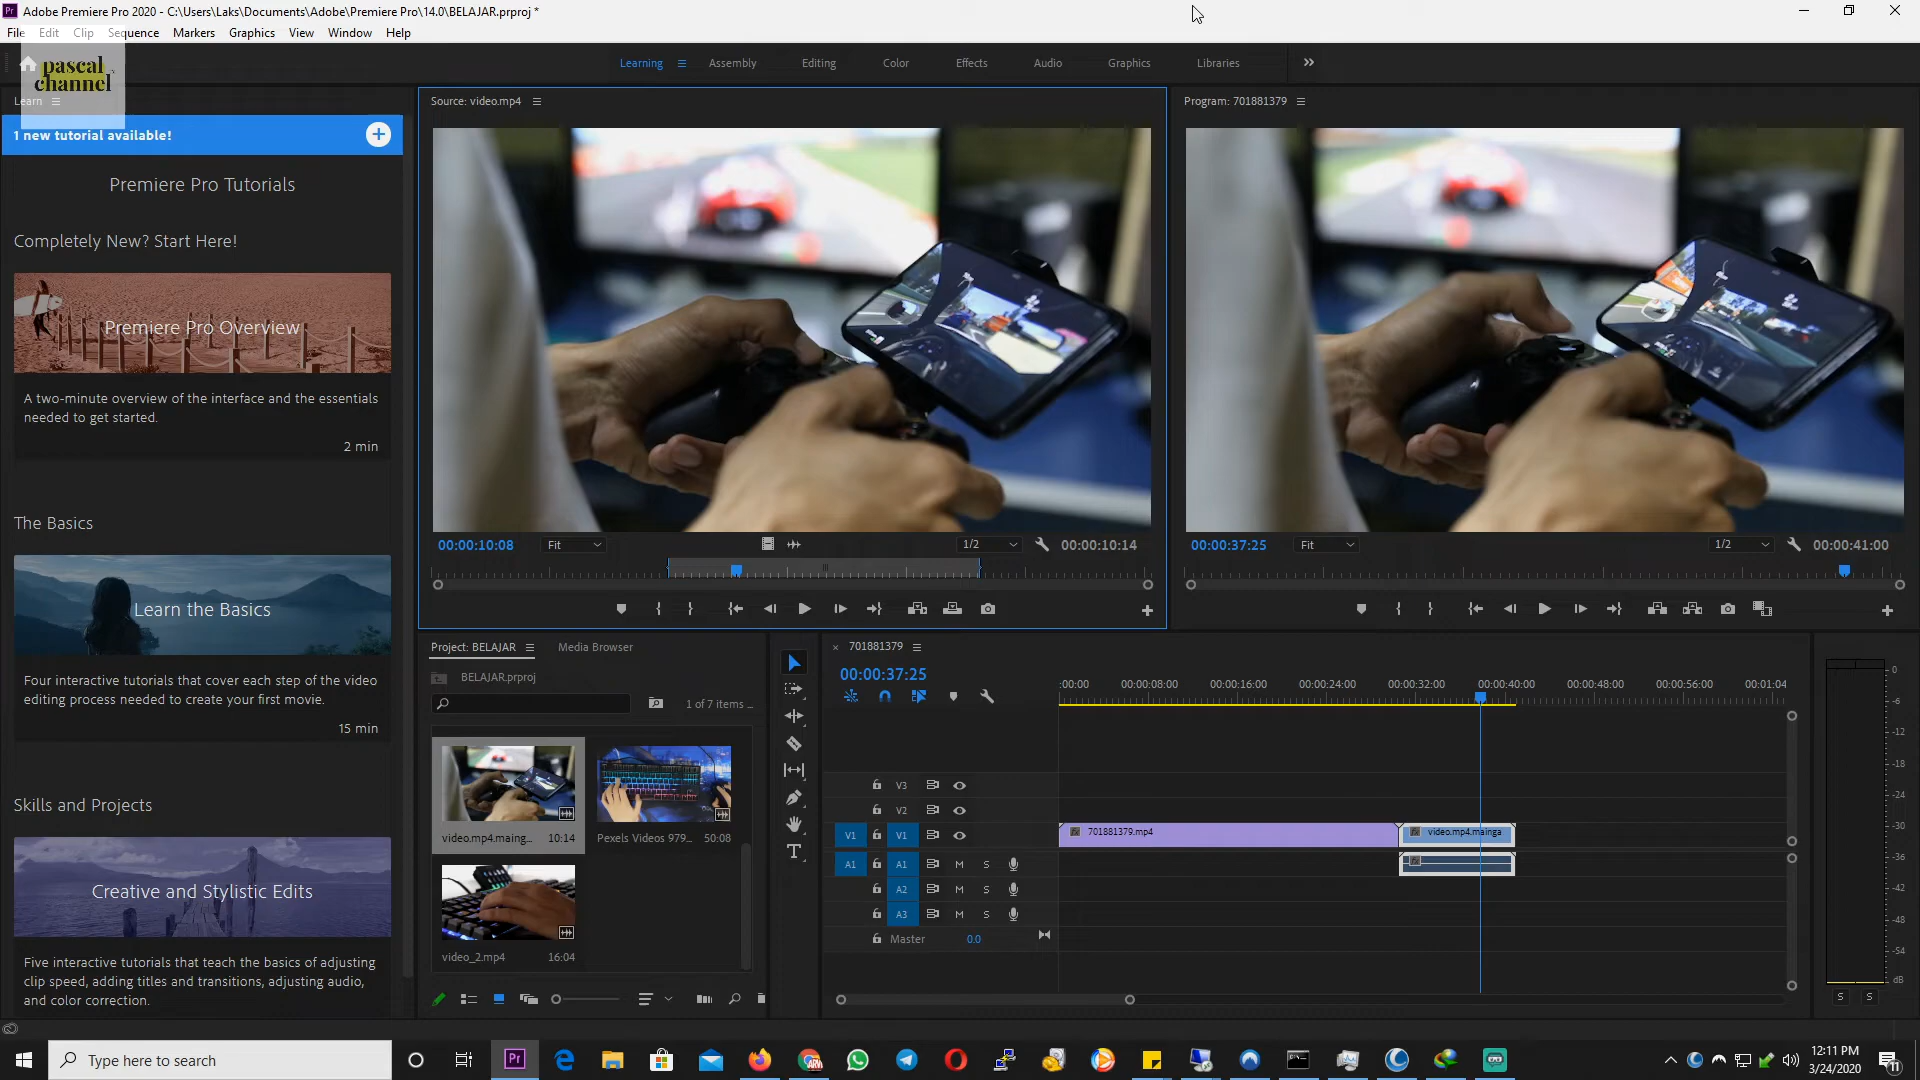 Adobe Premiere Pro 2020 - C:\Users\Laks\Documents\Adobe\Premiere Pro\14.0\BELAJAR.prproj *
File Edit Clip Sequence Markers Graphics View Window Help
pascal
channel
Learning Assembly Editing Color Effects Audio Graphics Libraries
Learn
1 new tutorial available!
Premiere Pro Tutorials
Completely New? Start Here!
Premiere Pro Overview
A two-minute overview of the interface and the essentials
needed to get started.
2 min
The Basics
Learn the Basics
Four interactive tutorials that cover each step of the video
editing process needed to create your first movie.
15 min
Skills and Projects
Creative and Stylistic Edits
Five interactive tutorials that teach the basics of adjusting
clip speed, adding titles and transitions, adjusting audio,
and color correction.
Source: video.mp4
00:00:10:08 Fit 1/2 00:00:10:14
Program: 701881379
00:00:37:25 Fit 1/2 00:00:41:00
Project: BELAJAR Media Browser
BELAJAR.prproj
1 of 7 items ...
video.mp4.maing... 10:14
Pexels Videos 979... 50:08
video_2.mp4 16:04
701881379
00:00:37:25
:00:00 00:00:08:00 00:00:16:00 00:00:24:00 00:00:32:00 00:00:40:00 00:00:48:00 00:00:56:00 00:01:04
V3
V2
V1 V1
701881379.mp4
video.mp4.mainga
A1 A1 M S
A2 M S
A3 M S
Master 0.0
0
-6
-12
-18
-24
-30
-36
-42
-48
-54
dB
S S
Type here to search
12:11 PM
3/24/2020
11